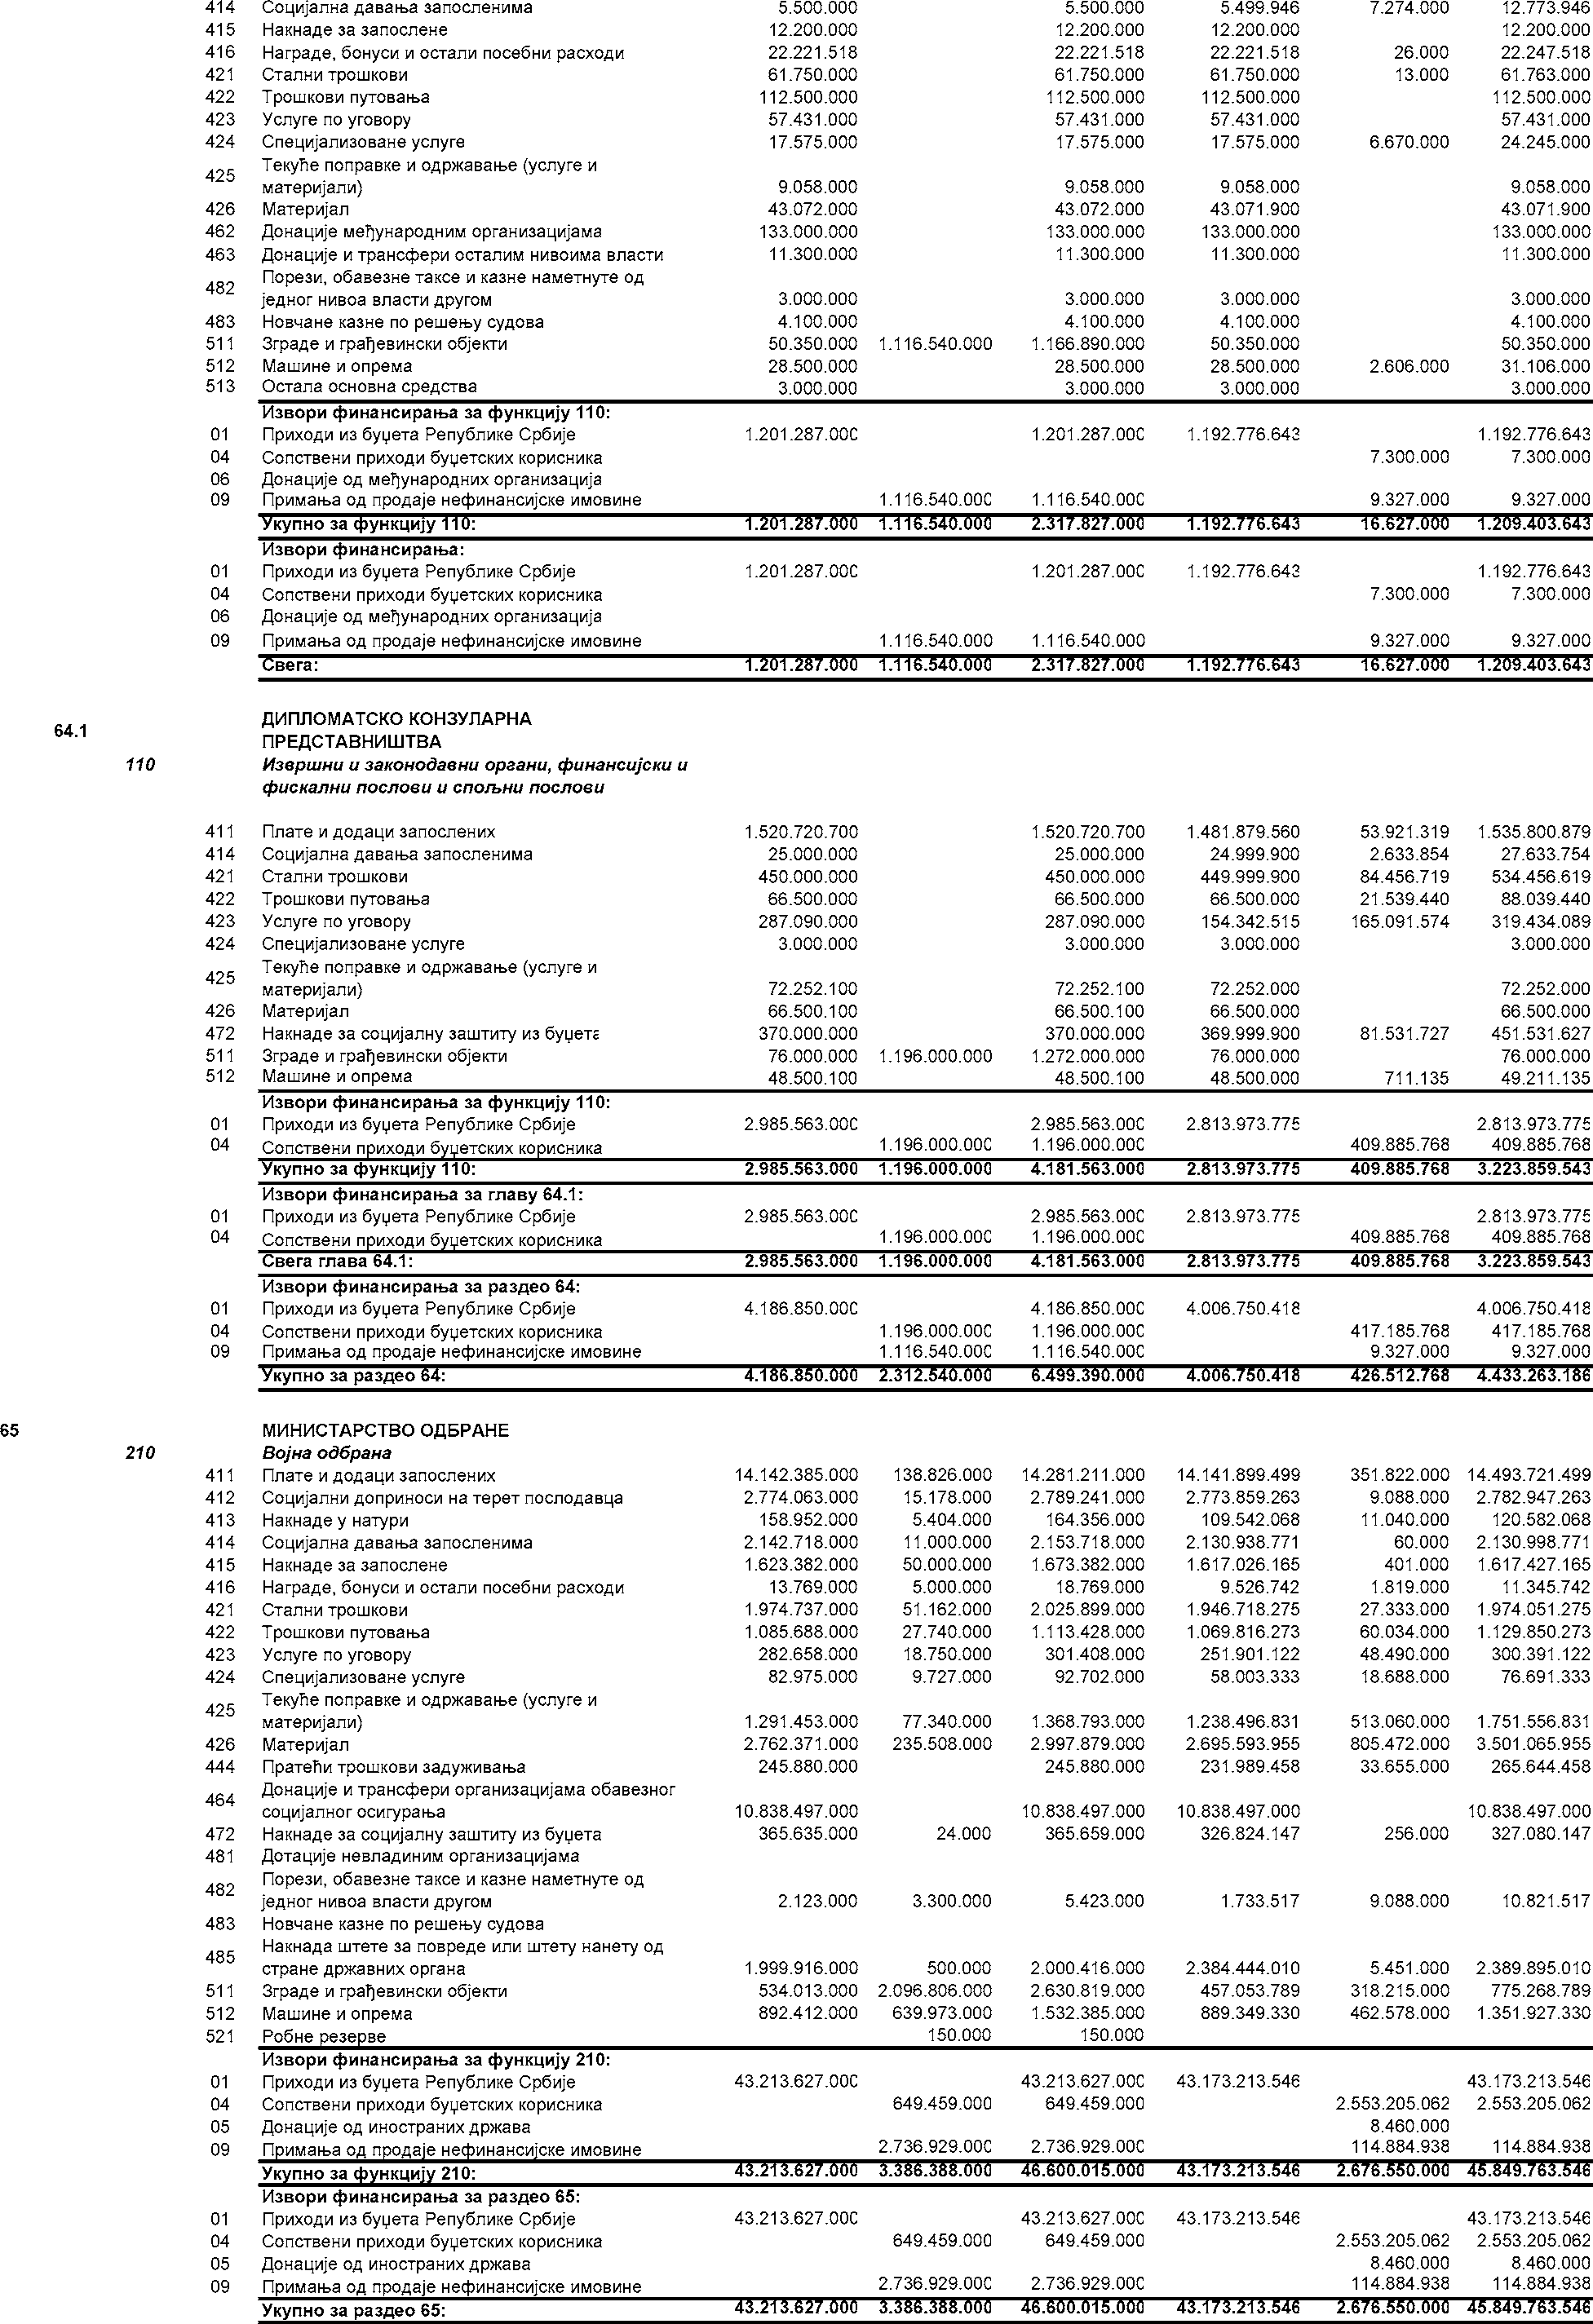 414 Социјална давања запосленима 5.500.000 5.500.000 5.499.946 7.274.000 12.773.946
415 Накнаде за запослене 12.200.000 12.200.000 12.200.000 12.200.000
416 Награде, бонуси и остали посебни расходи 22.221.518 22.221.518 22.221.518 26.000 22.247.518
421 Стални трошкови 61.750.000 61.750.000 61.750.000 13.000 61.763.000
422 Трошкови путовања 112.500.000 112.500.000 112.500.000 112.500.000
423 Услуге по уговору 57.431.000 57.431.000 57.431.000 57.431.000
424 Специјализоване услуге 17.575.000 17.575.000 17.575.000 6.670.000 24.245.000
425 Текуће поправке и одржавање (услуге и
материјали) 9.058.000 9.058.000 9.058.000 9.058.000
426 Материјал 43.072.000 43.072.000 43.071.900 43.071.900
462 Донације међународним организацијама 133.000.000 133.000.000 133.000.000 133.000.000
463 Донације и трансфери осталим нивоима власти 11.300.000 11.300.000 11.300.000 11.300.000
482 Порези, обавезне таксе и казне наметнуте од
једног нивоа власти другом 3.000.000 3.000.000 3.000.000 3.000.000
483 Новчане казне по решењу судова 4.100.000 4.100.000 4.100.000 4.100.000
511 Зграде и грађевински објекти 50.350.000 1.116.540.000 1.166.890.000 50.350.000 50.350.000
512 Машине и опрема 28.500.000 28.500.000 28.500.000 2.606.000 31.106.000
513 Остала основна средства 3.000.000 3.000.000 3.000.000 3.000.000
Извори финансирања за функцију 110:
01 Приходи из буџета Републике Србије 1.201.287.000 1.201.287.000 1.192.776.643 1.192.776.643
04 Сопствени приходи буџетских корисника 7.300.000 7.300.000
06 Донације од међународних организација
09 Примања од продаје нефинансијске имовине 1.116.540.000 1.116.540.000 9.327.000 9.327.000
Укупно за функцију 110: 1.201.287.000 1.116.540.000 2.317.827.000 1.192.776.643 16.627.000 1.209.403.643
Извори финансирања:
01 Приходи из буџета Републике Србије 1.201.287.000 1.201.287.000 1.192.776.643 1.192.776.643
04 Сопствени приходи буџетских корисника 7.300.000 7.300.000
06 Донације од међународних организација
09 Примања од продаје нефинансијске имовине 1.116.540.000 1.116.540.000 9.327.000 9.327.000
Свега: 1.201.287.000 1.116.540.000 2.317.827.000 1.192.776.643 16.627.000 1.209.403.643
64.1 ДИПЛОМАТСКО КОНЗУЛАРНА
ПРЕДСТАВНИШТВА
110 Извршни и законодавни органи, финансијски и
фискални послови и спољни послови
411 Плате и додаци запослених 1.520.720.700 1.520.720.700 1.481.879.560 53.921.319 1.535.800.879
414 Социјална давања запосленима 25.000.000 25.000.000 24.999.900 2.633.854 27.633.754
421 Стални трошкови 450.000.000 450.000.000 449.999.900 84.456.719 534.456.619
422 Трошкови путовања 66.500.000 66.500.000 66.500.000 21.539.440 88.039.440
423 Услуге по уговору 287.090.000 287.090.000 154.342.515 165.091.574 319.434.089
424 Специјализоване услуге 3.000.000 3.000.000 3.000.000 3.000.000
425 Текуће поправке и одржавање (услуге и
материјали) 72.252.100 72.252.100 72.252.000 72.252.000
426 Материјал 66.500.100 66.500.100 66.500.000 66.500.000
472 Накнаде за социјалну заштиту из буџета 370.000.000 370.000.000 369.999.900 81.531.727 451.531.627
511 Зграде и грађевински објекти 76.000.000 1.196.000.000 1.272.000.000 76.000.000 76.000.000
512 Машине и опрема 48.500.100 48.500.100 48.500.000 711.135 49.211.135
Извори финансирања за функцију 110:
01 Приходи из буџета Републике Србије 2.985.563.000 2.985.563.000 2.813.973.775 2.813.973.775
04 Сопствени приходи буџетских корисника 1.196.000.000 1.196.000.000 409.885.768 409.885.768
Укупно за функцију 110: 2.985.563.000 1.196.000.000 4.181.563.000 2.813.973.775 409.885.768 3.223.859.543
Извори финансирања за главу 64.1:
01 Приходи из буџета Републике Србије 2.985.563.000 2.985.563.000 2.813.973.775 2.813.973.775
04 Сопствени приходи буџетских корисника 1.196.000.000 1.196.000.000 409.885.768 409.885.768
Свега глава 64.1: 2.985.563.000 1.196.000.000 4.181.563.000 2.813.973.775 409.885.768 3.223.859.543
Извори финансирања за раздео 64:
01 Приходи из буџета Републике Србије 4.186.850.000 4.186.850.000 4.006.750.418 4.006.750.418
04 Сопствени приходи буџетских корисника 1.196.000.000 1.196.000.000 417.185.768 417.185.768
09 Примања од продаје нефинансијске имовине 1.116.540.000 1.116.540.000 9.327.000 9.327.000
Укупно за раздео 64: 4.186.850.000 2.312.540.000 6.499.390.000 4.006.750.418 426.512.768 4.433.263.186
65 МИНИСТАРСТВО ОДБРАНЕ
210 Војна одбрана
411 Плате и додаци запослених 14.142.385.000 138.826.000 14.281.211.000 14.141.899.499 351.822.000 14.493.721.499
412 Социјални доприноси на терет послодавца 2.774.063.000 15.178.000 2.789.241.000 2.773.859.263 9.088.000 2.782.947.263
413 Накнаде у натури 158.952.000 5.404.000 164.356.000 109.542.068 11.040.000 120.582.068
414 Социјална давања запосленима 2.142.718.000 11.000.000 2.153.718.000 2.130.938.771 60.000 2.130.998.771
415 Накнаде за запослене 1.623.382.000 50.000.000 1.673.382.000 1.617.026.165 401.000 1.617.427.165
416 Награде, бонуси и остали посебни расходи 13.769.000 5.000.000 18.769.000 9.526.742 1.819.000 11.345.742
421 Стални трошкови 1.974.737.000 51.162.000 2.025.899.000 1.946.718.275 27.333.000 1.974.051.275
422 Трошкови путовања 1.085.688.000 27.740.000 1.113.428.000 1.069.816.273 60.034.000 1.129.850.273
423 Услуге по уговору 282.658.000 18.750.000 301.408.000 251.901.122 48.490.000 300.391.122
424 Специјализоване услуге 82.975.000 9.727.000 92.702.000 58.003.333 18.688.000 76.691.333
425 Текуће поправке и одржавање (услуге и
материјали) 1.291.453.000 77.340.000 1.368.793.000 1.238.496.831 513.060.000 1.751.556.831
426 Материјал 2.762.371.000 235.508.000 2.997.879.000 2.695.593.955 805.472.000 3.501.065.955
444 Пратећи трошкови задуживања 245.880.000 245.880.000 231.989.458 33.655.000 265.644.458
464 Донације и трансфери организацијама обавезног
социјалног осигурања 10.838.497.000 10.838.497.000 10.838.497.000 10.838.497.000
472 Накнаде за социјалну заштиту из буџета 365.635.000 24.000 365.659.000 326.824.147 256.000 327.080.147
481 Дотације невладиним организацијама
482 Порези, обавезне таксе и казне наметнуте од
једног нивоа власти другом 2.123.000 3.300.000 5.423.000 1.733.517 9.088.000 10.821.517
483 Новчане казне по решењу судова
485 Накнада штете за повреде или штету нанету од
стране државних органа 1.999.916.000 500.000 2.000.416.000 2.384.444.010 5.451.000 2.389.895.010
511 Зграде и грађевински објекти 534.013.000 2.096.806.000 2.630.819.000 457.053.789 318.215.000 775.268.789
512 Машине и опрема 892.412.000 639.973.000 1.532.385.000 889.349.330 462.578.000 1.351.927.330
521 Робне резерве 150.000 150.000
Извори финансирања за функцију 210:
01 Приходи из буџета Републике Србије 43.213.627.000 43.213.627.000 43.173.213.546 43.173.213.546
04 Сопствени приходи буџетских корисника 649.459.000 649.459.000 2.553.205.062 2.553.205.062
05 Донације од иностраних држава 8.460.000
09 Примања од продаје нефинансијске имовине 2.736.929.000 2.736.929.000 114.884.938 114.884.938
Укупно за функцију 210: 43.213.627.000 3.386.388.000 46.600.015.000 43.173.213.546 2.676.550.000 45.849.763.546
Извори финансирања за раздео 65:
01 Приходи из буџета Републике Србије 43.213.627.000 43.213.627.000 43.173.213.546 43.173.213.546
04 Сопствени приходи буџетских корисника 649.459.000 649.459.000 2.553.205.062 2.553.205.062
05 Донације од иностраних држава 8.460.000 8.460.000
09 Примања од продаје нефинансијске имовине 2.736.929.000 2.736.929.000 114.884.938 114.884.938
Укупно за раздео 65: 43.213.627.000 3.386.388.000 46.600.015.000 43.173.213.546 2.676.550.000 45.849.763.546